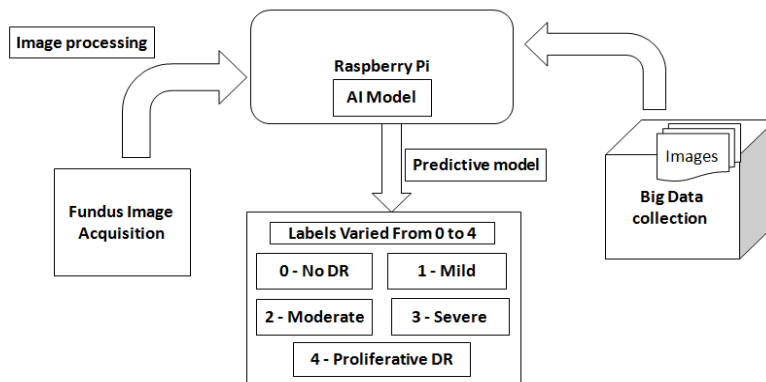 Image processing
Raspberry Pi
AI Model
Images
Predictive model
Fundus Image
Acquisition
Big Data
collection
Labels Varied From 0 to 4
0 - No DR
1 - Mild
2 - Moderate
3 - Severe
4 - Proliferative DR